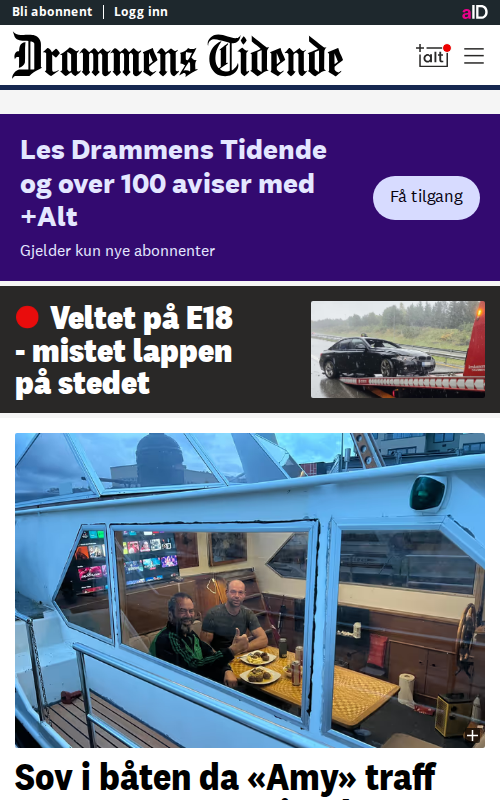 Bli abonnent | Logg inn
aID
Drammens Tidende
+alt
Les Drammens Tidende
og over 100 aviser med
+Alt
Få tilgang
Gjelder kun nye abonnenter
Veltet på E18
- mistet lappen
på stedet
Sov i båten da «Amy» traff